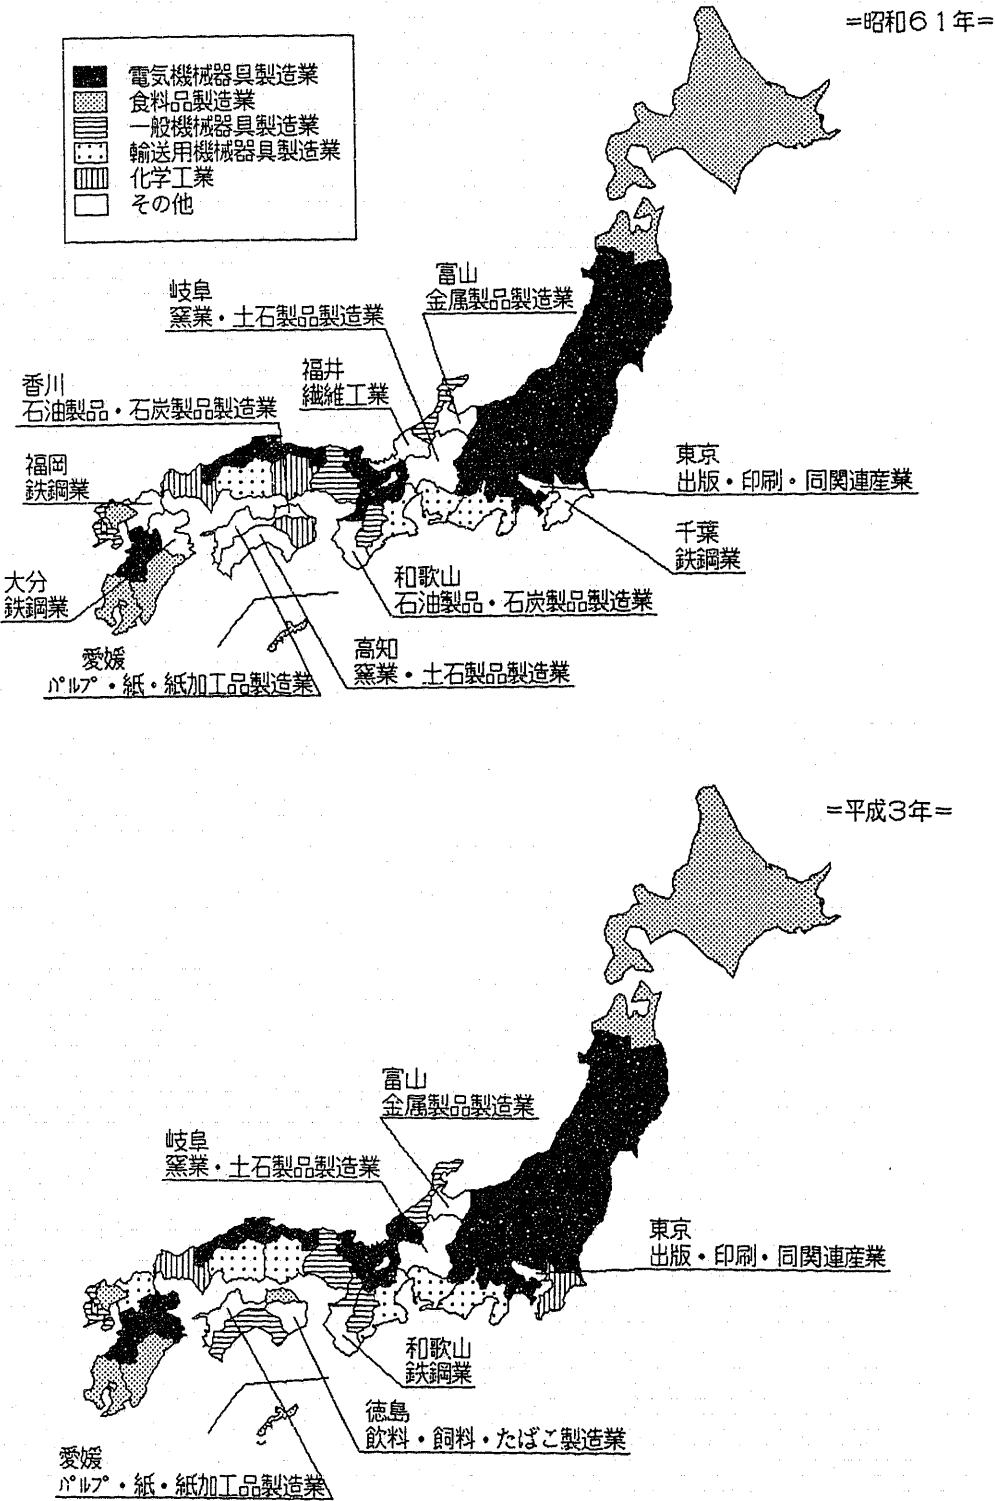 =昭和61年=
電気機械器具製造業
食料品製造業
一般機械器具製造業
輸送用機械器具製造業
化学工業
その他
富山
金属製品製造業
岐阜
窯業・土石製品製造業
福井
繊維工業
香川
石油製品・石炭製品製造業
福岡
鉄鋼業
東京
出版・印刷・同関連産業
千葉
鉄鋼業
大分
鉄鋼業
和歌山
石油製品・石炭製品製造業
高知
窯業・土石製品製造業
愛媛
パルプ・紙・紙加工品製造業
=平成3年=
富山
金属製品製造業
岐阜
窯業・土石製品製造業
東京
出版・印刷・同関連産業
和歌山
鉄鋼業
徳島
飲料・飼料・たばこ製造業
愛媛
パルプ・紙・紙加工品製造業